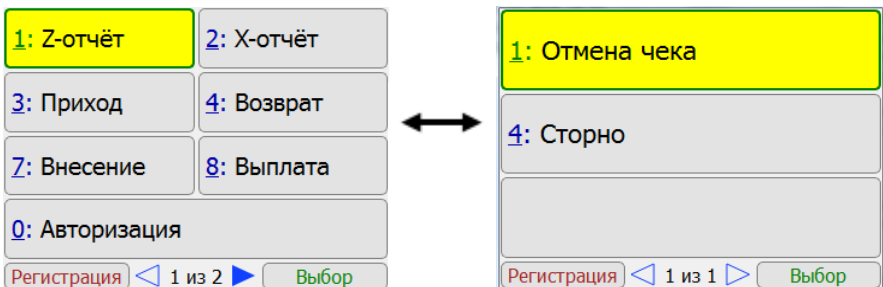 1: Z-отчёт
2: X-отчёт
3: Приход
4: Возврат
7: Внесение
8: Выплата
0: Авторизация
Регистрация 1 из 2 Выбор
1: Отмена чека
4: Сторно
Регистрация 1 из 1 Выбор